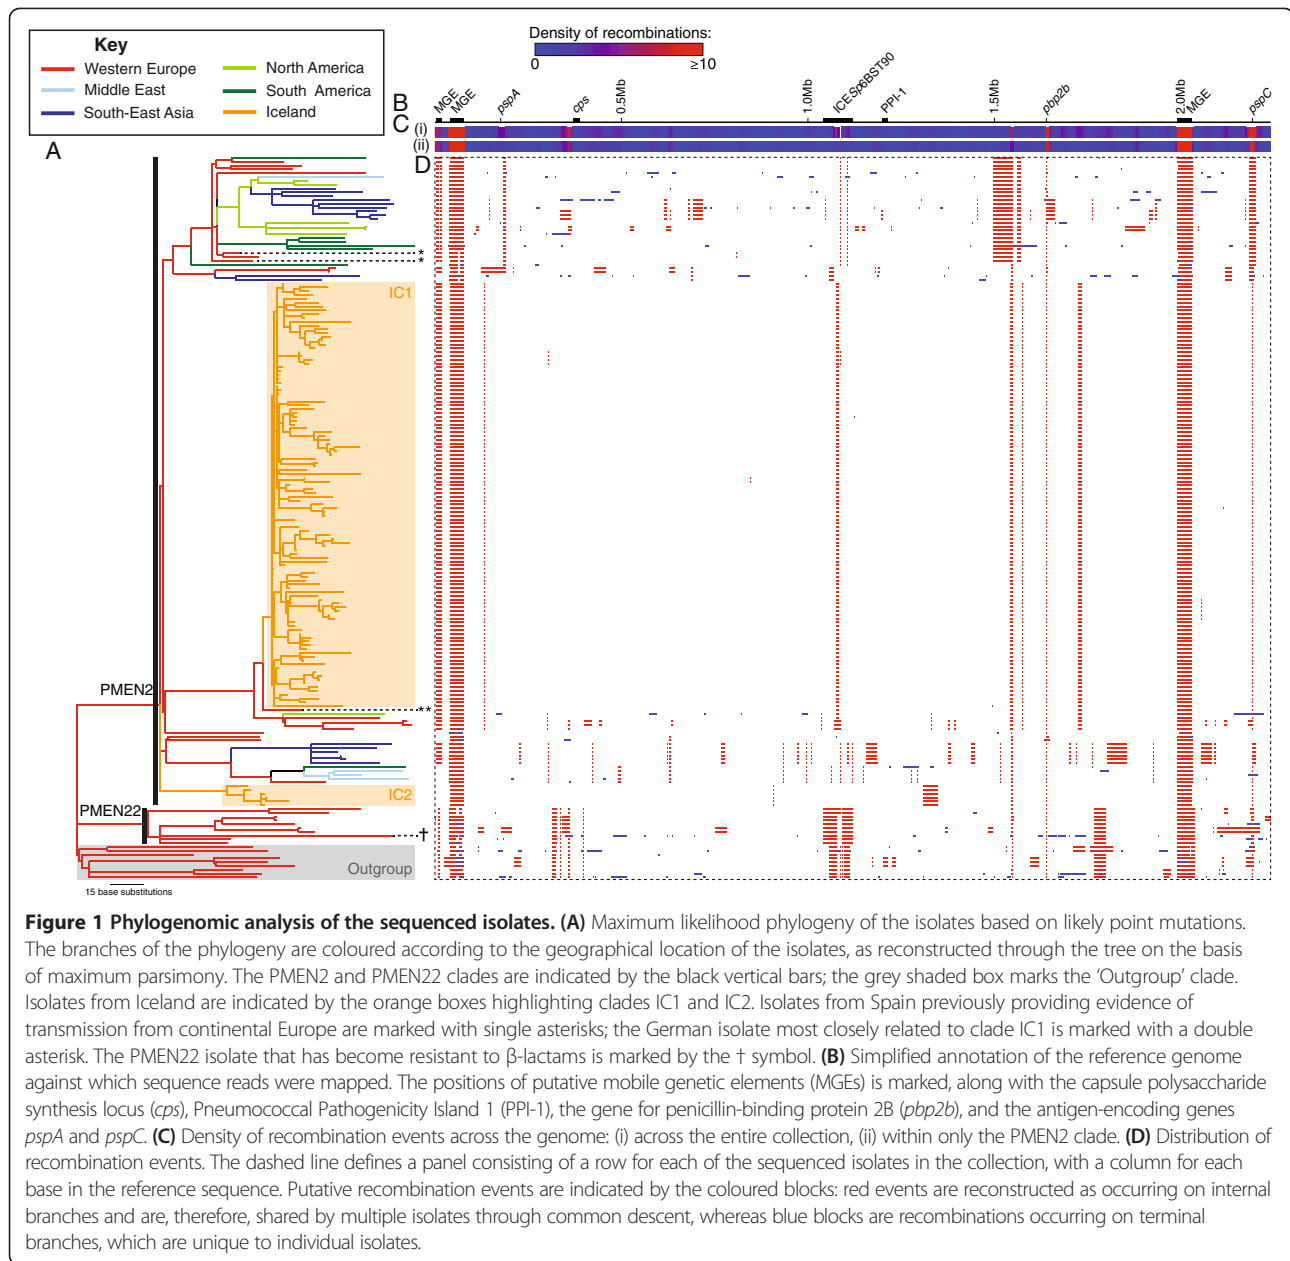 Key
Western Europe
Middle East
South-East Asia
North America
South America
Iceland
Density of recombinations:
0
≥10
A
B
C
D
MGE
MGE
pspA
cps
0.5Mb
1.0Mb
ICESp6BST90
PPI-1
1.5Mb
pbp2b
2.0Mb
MGE
pspC
(i)
(ii)
*
*
IC1
PMEN2
**
IC2
PMEN22
†
Outgroup
15 base substitutions
Figure 1 Phylogenomic analysis of the sequenced isolates. (A) Maximum likelihood phylogeny of the isolates based on likely point mutations.
The branches of the phylogeny are coloured according to the geographical location of the isolates, as reconstructed through the tree on the basis
of maximum parsimony. The PMEN2 and PMEN22 clades are indicated by the black vertical bars; the grey shaded box marks the ‘Outgroup’ clade.
Isolates from Iceland are indicated by the orange boxes highlighting clades IC1 and IC2. Isolates from Spain previously providing evidence of
transmission from continental Europe are marked with single asterisks; the German isolate most closely related to clade IC1 is marked with a double
asterisk. The PMEN22 isolate that has become resistant to β-lactams is marked by the † symbol. (B) Simplified annotation of the reference genome
against which sequence reads were mapped. The positions of putative mobile genetic elements (MGEs) is marked, along with the capsule polysaccharide
synthesis locus (cps), Pneumococcal Pathogenicity Island 1 (PPI-1), the gene for penicillin-binding protein 2B (pbp2b), and the antigen-encoding genes
pspA and pspC. (C) Density of recombination events across the genome: (i) across the entire collection, (ii) within only the PMEN2 clade. (D) Distribution of
recombination events. The dashed line defines a panel consisting of a row for each of the sequenced isolates in the collection, with a column for each
base in the reference sequence. Putative recombination events are indicated by the coloured blocks: red events are reconstructed as occurring on internal
branches and are, therefore, shared by multiple isolates through common descent, whereas blue blocks are recombinations occurring on terminal
branches, which are unique to individual isolates.